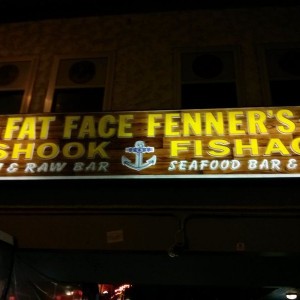 FAT FACE FENNER'S
SHOOK FISHAC
& RAW BAR SEAFOOD BAR &